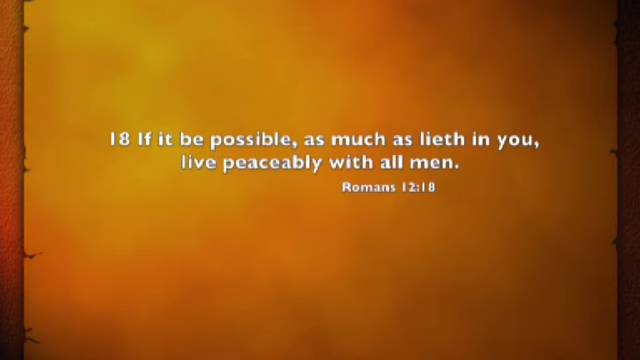 18 If it be possible, as much as lieth in you,
live peaceably with all men.
Romans 12:18